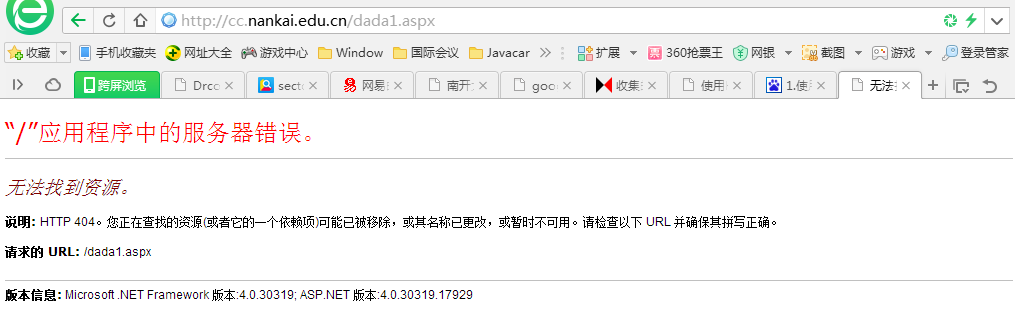 http://cc.nankai.edu.cn/dada1.aspx
收藏 手机收藏夹 网址大全 游戏中心 Window 国际会议 Javacar » 扩展 360抢票王 网银 截图 游戏 登录管家
跨屏浏览 Drco sect 网易 南开 goo 收集 使用 1.使 无法
“/”应用程序中的服务器错误。
无法找到资源。
说明: HTTP 404。您正在查找的资源(或者它的一个依赖项)可能已被移除，或其名称已更改，或暂时不可用。请检查以下 URL 并确保其拼写正确。
请求的 URL: /dada1.aspx
版本信息: Microsoft .NET Framework 版本:4.0.30319; ASP.NET 版本:4.0.30319.17929